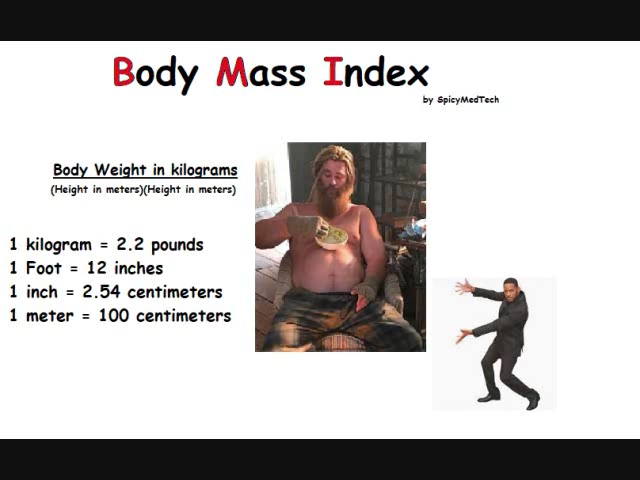 Body Mass Index
by SpicyMedTech
Body Weight in kilograms
(Height in meters)(Height in meters)
1 kilogram = 2.2 pounds
1 Foot = 12 inches
1 inch = 2.54 centimeters
1 meter = 100 centimeters